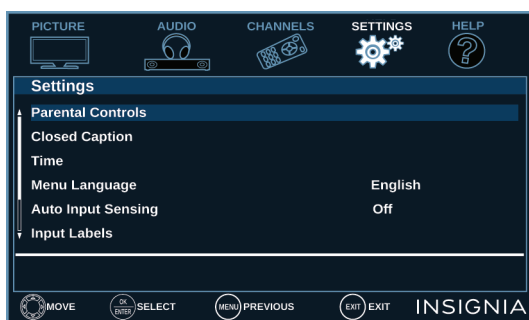 PICTURE AUDIO CHANNELS SETTINGS HELP
Settings
Parental Controls
Closed Caption
Time
Menu Language English
Auto Input Sensing Off
Input Labels
MOVE OK ENTER SELECT MENU PREVIOUS EXIT EXIT INSIGNIA